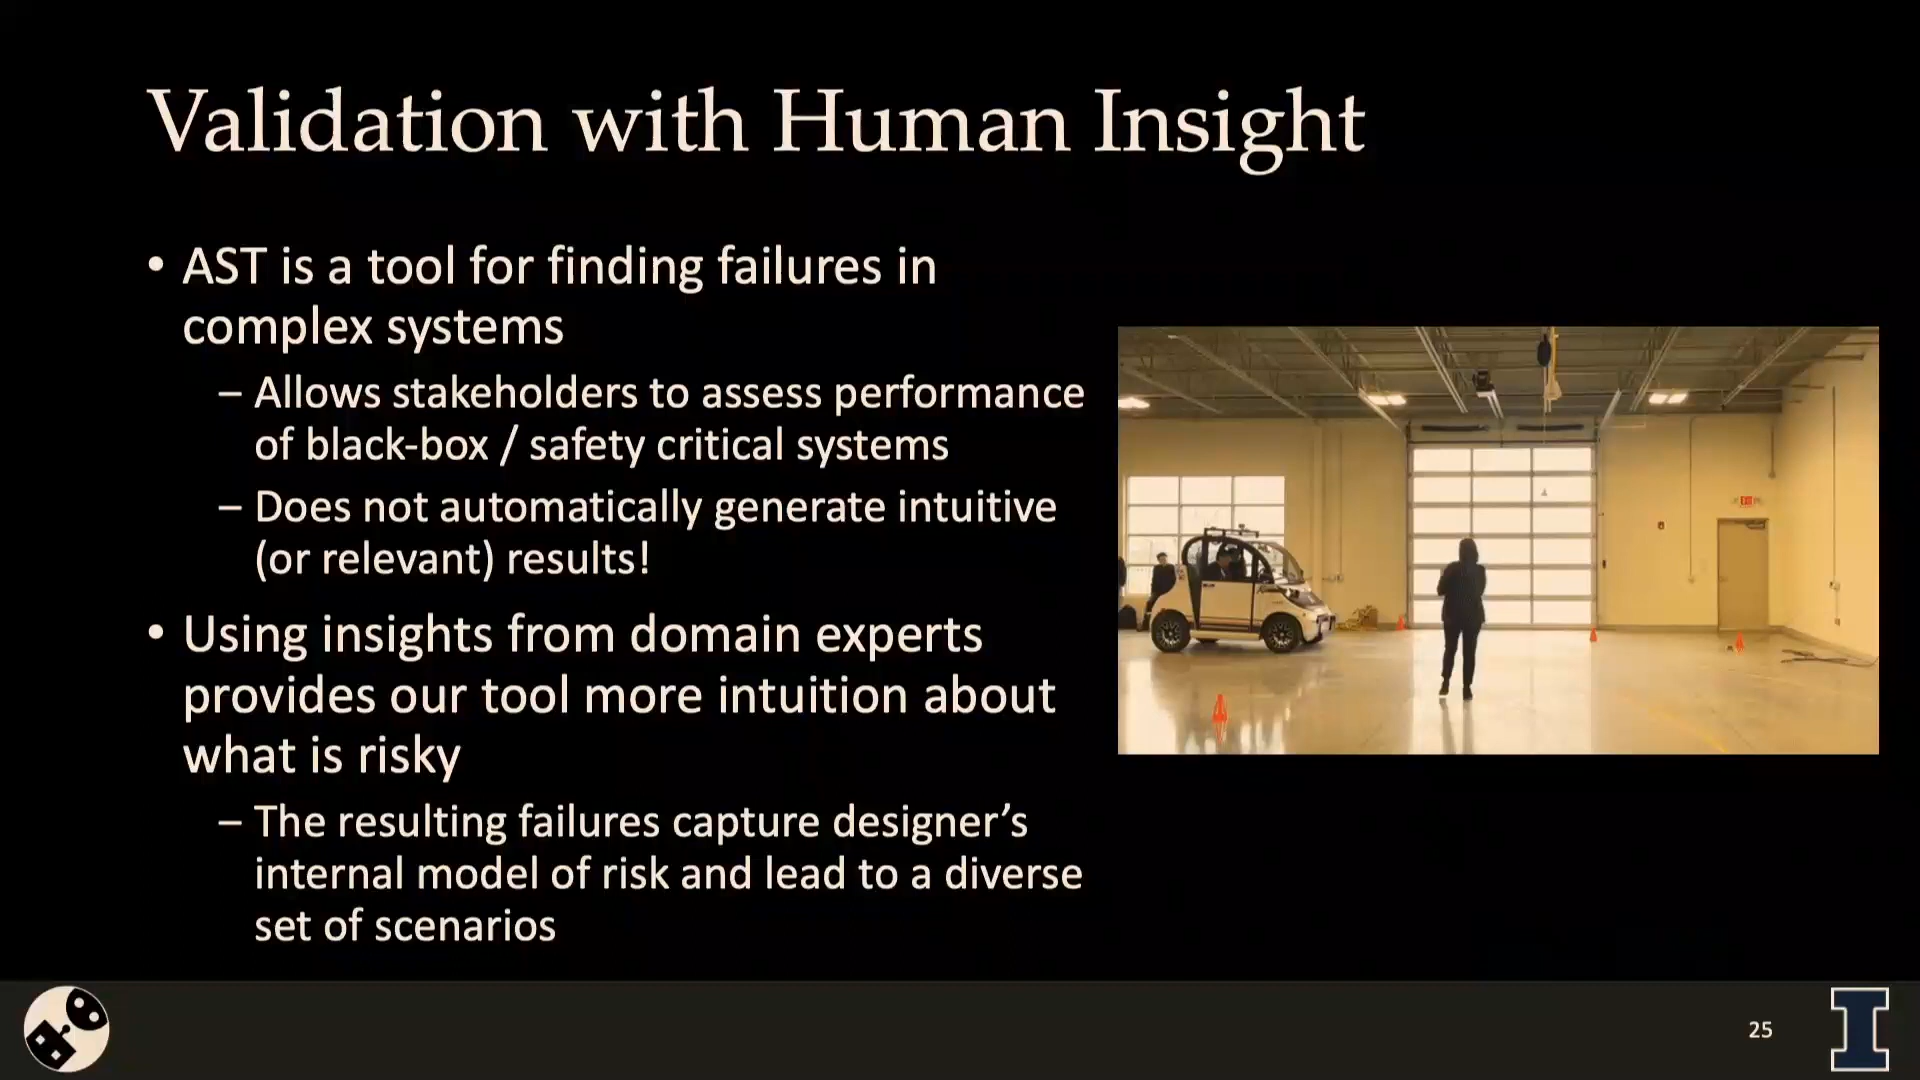 Validation with Human Insight
• AST is a tool for finding failures in
complex systems
– Allows stakeholders to assess performance
of black-box / safety critical systems
– Does not automatically generate intuitive
(or relevant) results!
• Using insights from domain experts
provides our tool more intuition about
what is risky
– The resulting failures capture designer’s
internal model of risk and lead to a diverse
set of scenarios
25
I